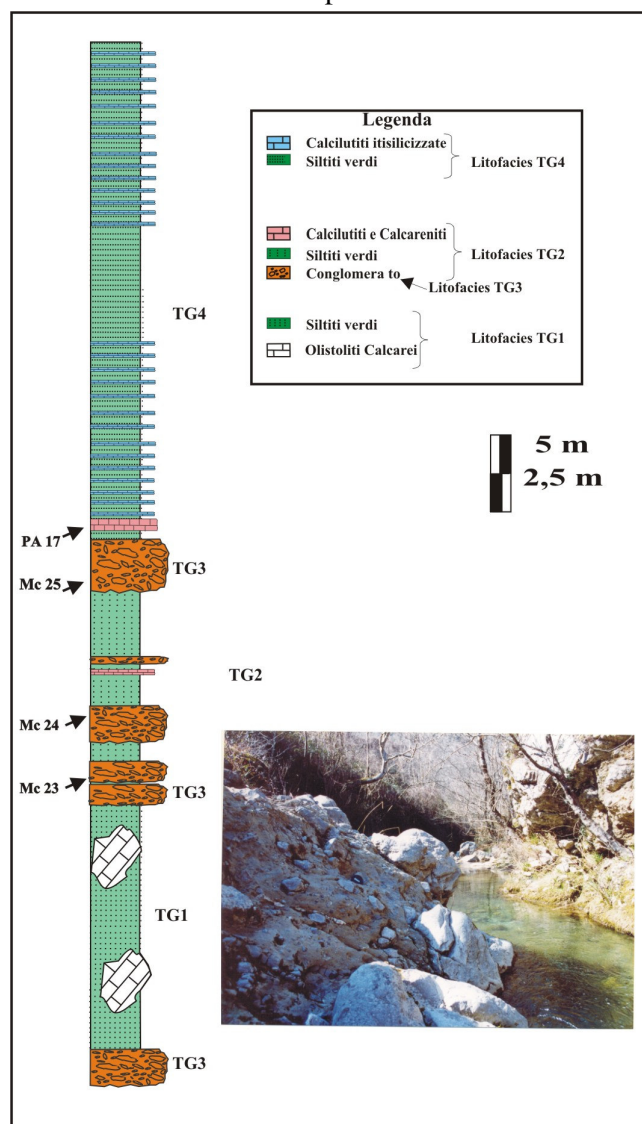 Legenda
Calcilutiti itisilicizzate
Siltiti verdi
Litofacies TG4
Calcilutiti e Calcareniti
Siltiti verdi
Litofacies TG2
Conglomera to
Litofacies TG3
Siltiti verdi
Litofacies TG1
Olistoliti Calcarei
TG4
5 m
2,5 m
PA 17
TG3
Mc 25
TG2
Mc 24
Mc 23
TG3
TG1
TG3